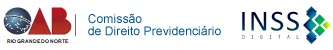 OAB
RIO GRANDE DO NORTE
Comissão
de Direito Previdenciário
INSS
DIGITAL